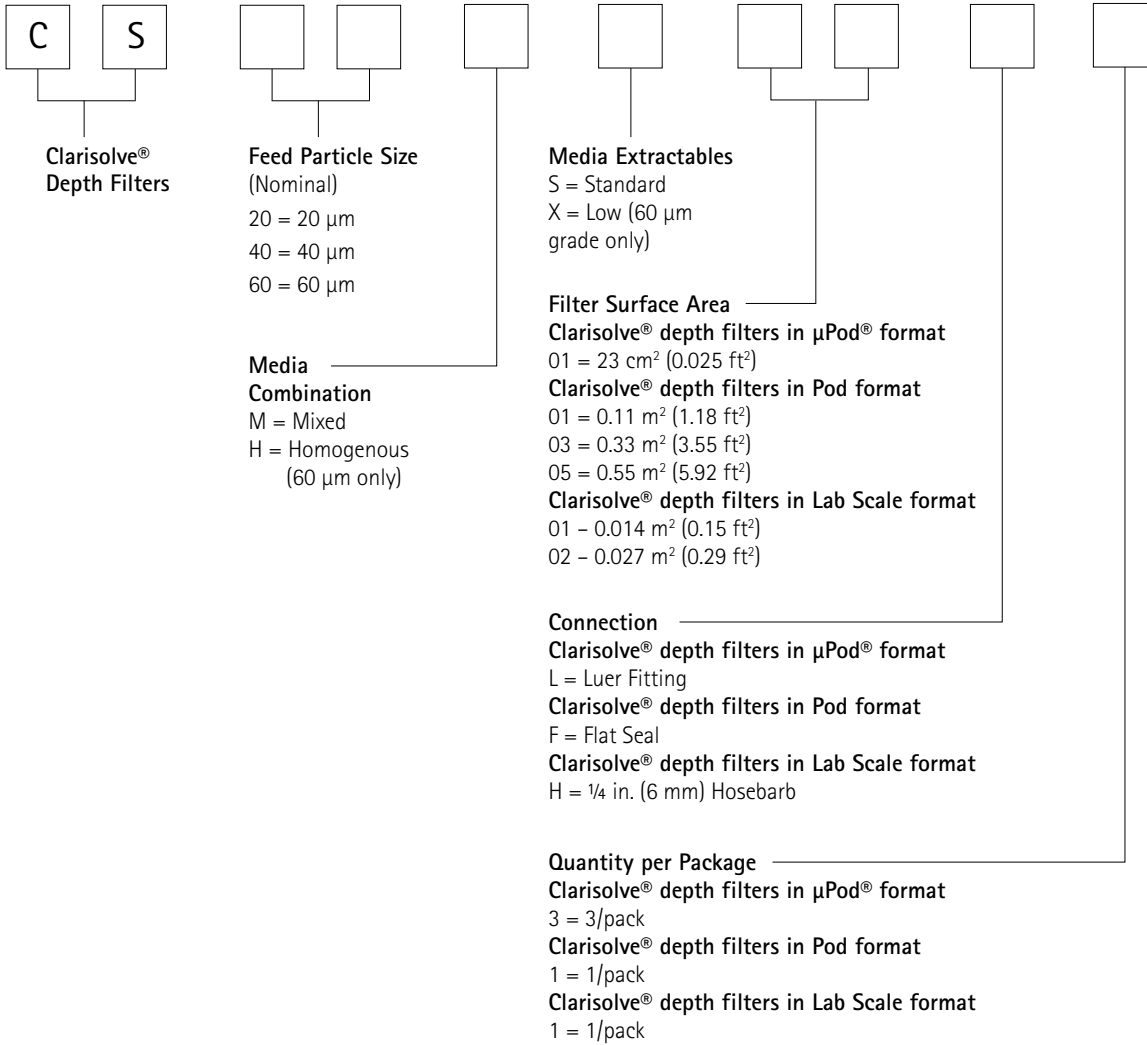 C S
Clarisolve®
Depth Filters
Feed Particle Size
(Nominal)
20 = 20 μm
40 = 40 μm
60 = 60 μm
Media
Combination
M = Mixed
H = Homogenous
(60 μm only)
Media Extractables
S = Standard
X = Low (60 μm
grade only)
Filter Surface Area
Clarisolve® depth filters in μPod® format
01 = 23 cm² (0.025 ft²)
Clarisolve® depth filters in Pod format
01 = 0.11 m² (1.18 ft²)
03 = 0.33 m² (3.55 ft²)
05 = 0.55 m² (5.92 ft²)
Clarisolve® depth filters in Lab Scale format
01 – 0.014 m² (0.15 ft²)
02 – 0.027 m² (0.29 ft²)
Connection
Clarisolve® depth filters in μPod® format
L = Luer Fitting
Clarisolve® depth filters in Pod format
F = Flat Seal
Clarisolve® depth filters in Lab Scale format
H = ¼ in. (6 mm) Hosebarb
Quantity per Package
Clarisolve® depth filters in μPod® format
3 = 3/pack
Clarisolve® depth filters in Pod format
1 = 1/pack
Clarisolve® depth filters in Lab Scale format
1 = 1/pack